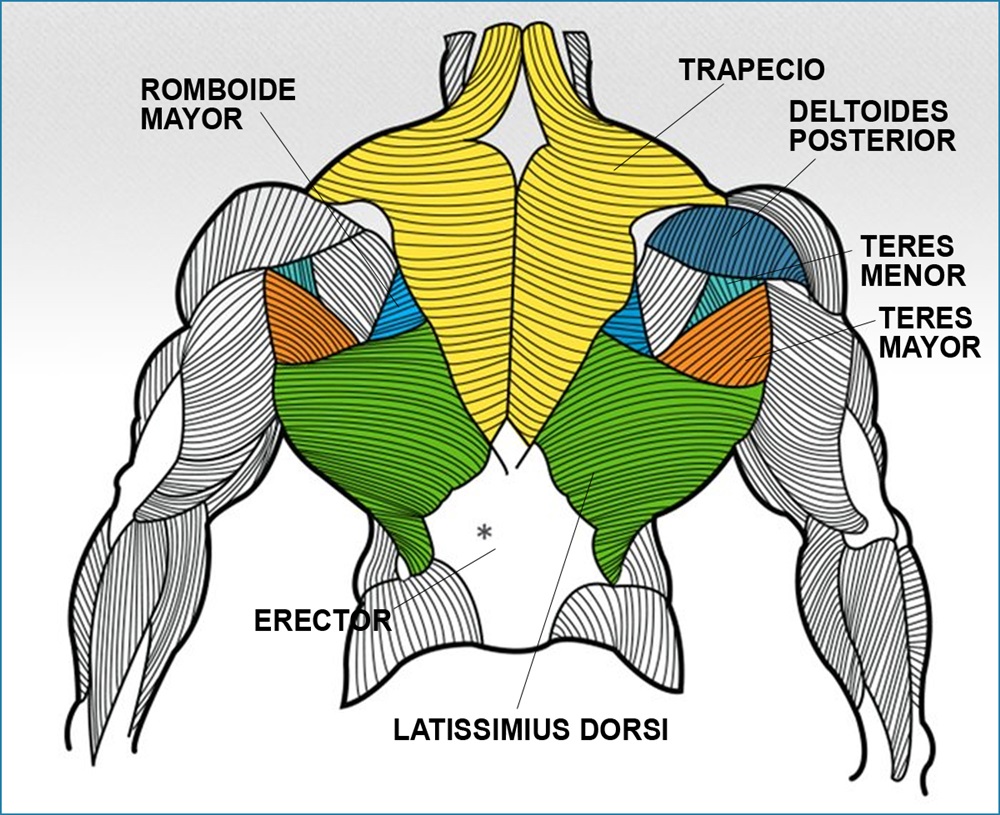 ROMBOIDE
MAYOR
TRAPECIO
DELTOIDES
POSTERIOR
TERES
MENOR
TERES
MAYOR
*
ERECTOR
LATISSIMIUS DORSI